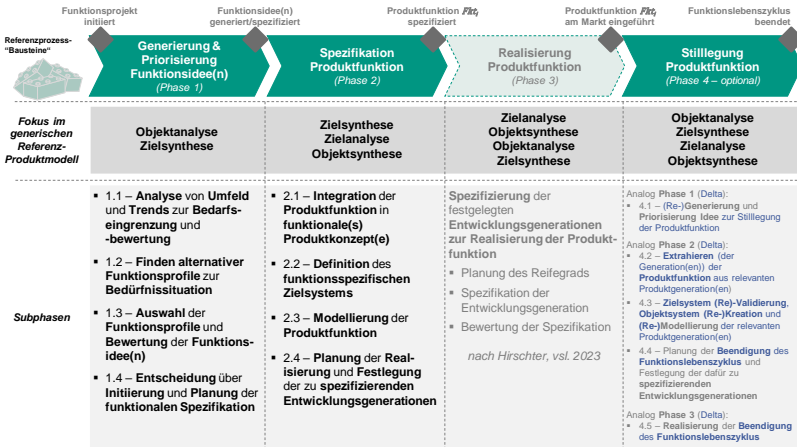 Funktionsprojekt
initiiert
Funktionsidee(n)
generiert/spezifiziert
Produktfunktion
spezifiziert
Produktfunktion
am Markt eingeführt
Funktionslebenszyklus
beendet
Referenzprozess-
"Bausteine"
Generierung &
Priorisierung
Funktionsidee(n)
(Phase 1)
Spezifikation
Produktfunktion
(Phase 2)
Realisierung
Produktfunktion
(Phase 3)
Stilllegung
Produktfunktion
(Phase 4 – optional)
Fokus im
generischen
Referenz-
Produktmodell
Objektanalyse
Zielsynthese
Zielsynthese
Zielanalyse
Objektsynthese
Zielanalyse
Objektsynthese
Objektanalyse
Zielsynthese
Objektanalyse
Zielsynthese
Zielanalyse
Objektsynthese
Subphasen
▪ 1.1 – Analyse von Umfeld
und Trends zur Bedarfs-
eingrenzung und
-bewertung
▪ 1.2 – Finden alternativer
Funktionsprofile zur
Bedürfnissituation
▪ 1.3 – Auswahl der
Funktionsprofile und
Bewertung der Funktions-
idee(n)
▪ 1.4 – Entscheidung über
Initiierung und Planung der
funktionalen Spezifikation
▪ 2.1 – Integration der
Produktfunktion in
funktionale(s)
Produktkonzept(e)
▪ 2.2 – Definition des
funktionsspezifischen
Zielsystems
▪ 2.3 – Modellierung der
Produktfunktion
▪ 2.4 – Planung der Real-
isierung und Festlegung
der zu spezifizierenden
Entwicklungsgenerationen
Spezifizierung der
festgelegten
Entwicklungsgenerationen
zur Realisierung der Produkt-
funktion
▪ Planung des Reifegrads
▪ Spezifikation der
Entwicklungsgeneration
▪ Bewertung der Spezifikation
nach Hirschter, vsl. 2023
Analog Phase 1 (Delta):
▪ 4.1 – (Re-)Generierung und
Priorisierung Idee zur Stilllegung
der Produktfunktion
Analog Phase 2 (Delta):
▪ 4.2 – Extrahieren (der
Generation(en)) der
Produktfunktion aus relevanten
Produktgeneration(en)
▪ 4.3 – Zielsystem (Re)-Validierung,
Objektsystem (Re-)Kreation und
(Re-)Modellierung der relevanten
Produktgeneration(en)
▪ 4.4 – Planung der Beendigung des
Funktionslebenszyklus und
Festlegung der dafür zu
spezifizierenden
Entwicklungsgenerationen
Analog Phase 3 (Delta):
▪ 4.5 – Realisierung der Beendigung
des Funktionslebenszyklus